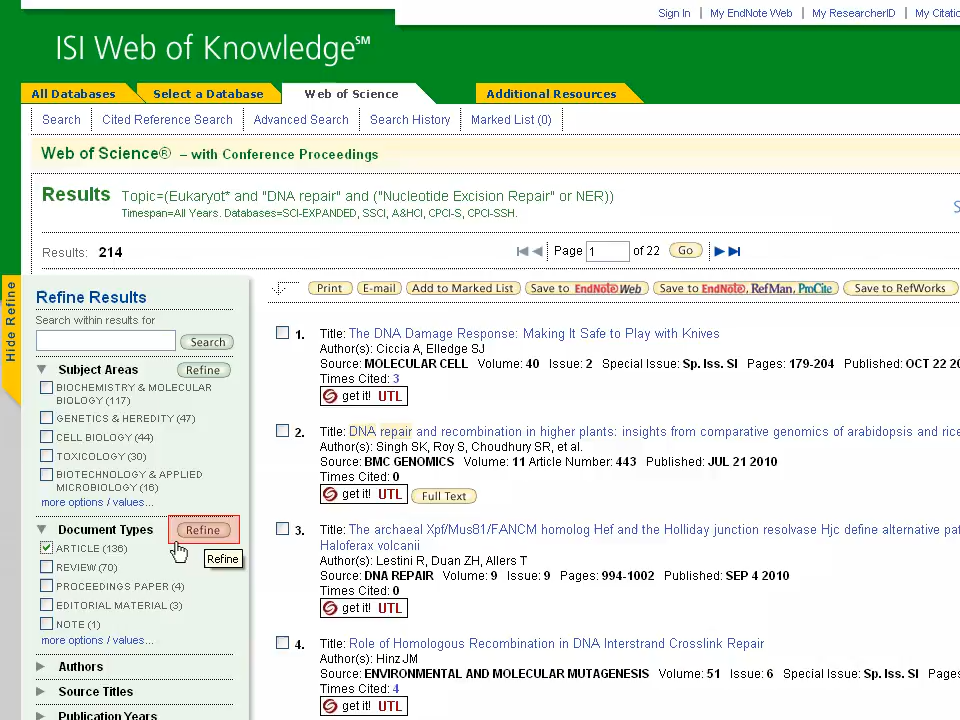 Sign In | My EndNote Web | My ResearcherID | My Citatio
ISI Web of Knowledge℠
All Databases Select a Database Web of Science Additional Resources
Search Cited Reference Search Advanced Search Search History Marked List (0)
Web of Science® – with Conference Proceedings
Results Topic=(Eukaryot* and "DNA repair" and ("Nucleotide Excision Repair" or NER))
Timespan=All Years. Databases=SCI-EXPANDED, SSCI, A&HCI, CPCI-S, CPCI-SSH.
S
Results: 214
Page 1 of 22 Go
Hide Refine
Refine Results
Search within results for
Search
Subject Areas Refine
BIOCHEMISTRY & MOLECULAR
BIOLOGY (117)
GENETICS & HEREDITY (47)
CELL BIOLOGY (44)
TOXICOLOGY (30)
BIOTECHNOLOGY & APPLIED
MICROBIOLOGY (16)
more options / values...
Document Types Refine
Refine
ARTICLE (136)
REVIEW (70)
PROCEEDINGS PAPER (4)
EDITORIAL MATERIAL (3)
NOTE (1)
more options / values...
Authors
Source Titles
Publication Years
Print E-mail Add to Marked List Save to EndNote Web Save to EndNote, RefMan, ProCite Save to RefWorks
1. Title: The DNA Damage Response: Making It Safe to Play with Knives
Author(s): Ciccia A, Elledge SJ
Source: MOLECULAR CELL Volume: 40 Issue: 2 Special Issue: Sp. Iss. SI Pages: 179-204 Published: OCT 22 20
Times Cited: 3
get it! UTL
2. Title: DNA repair and recombination in higher plants: insights from comparative genomics of arabidopsis and rice
Author(s): Singh SK, Roy S, Choudhury SR, et al.
Source: BMC GENOMICS Volume: 11 Article Number: 443 Published: JUL 21 2010
Times Cited: 0
get it! UTL Full Text
3. Title: The archaeal Xpf/Mus81/FANCM homolog Hef and the Holliday junction resolvase Hjc define alternative pat
Haloferax volcanii
Author(s): Lestini R, Duan ZH, Allers T
Source: DNA REPAIR Volume: 9 Issue: 9 Pages: 994-1002 Published: SEP 4 2010
Times Cited: 0
get it! UTL
4. Title: Role of Homologous Recombination in DNA Interstrand Crosslink Repair
Author(s): Hinz JM
Source: ENVIRONMENTAL AND MOLECULAR MUTAGENESIS Volume: 51 Issue: 6 Special Issue: Sp. Iss. SI Pages
Times Cited: 4
get it! UTL